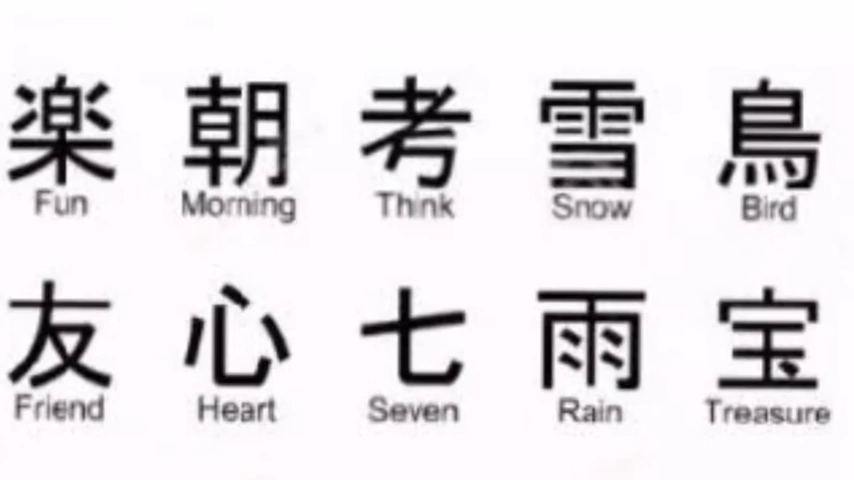 楽 朝 考 雪 鳥
Fun Morning Think Snow Bird
友 心 七 雨 宝
Friend Heart Seven Rain Treasure